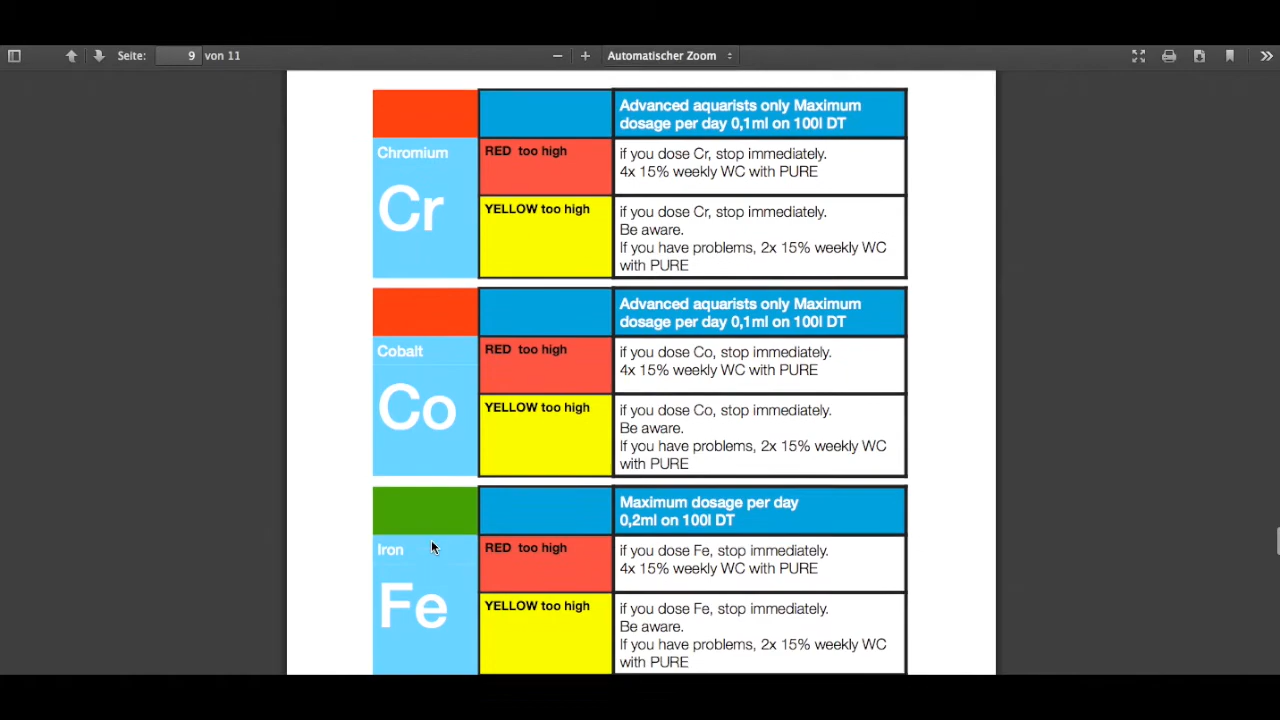 Seite: 9 von 11 Automatischer Zoom
Advanced aquarists only Maximum
dosage per day 0,1ml on 100l DT
Chromium
Cr
RED too high
if you dose Cr, stop immediately.
4x 15% weekly WC with PURE
YELLOW too high
if you dose Cr, stop immediately.
Be aware.
If you have problems, 2x 15% weekly WC
with PURE
Advanced aquarists only Maximum
dosage per day 0,1ml on 100l DT
Cobalt
Co
RED too high
if you dose Co, stop immediately.
4x 15% weekly WC with PURE
YELLOW too high
if you dose Co, stop immediately.
Be aware.
If you have problems, 2x 15% weekly WC
with PURE
Maximum dosage per day
0,2ml on 100l DT
Iron
Fe
RED too high
if you dose Fe, stop immediately.
4x 15% weekly WC with PURE
YELLOW too high
if you dose Fe, stop immediately.
Be aware.
If you have problems, 2x 15% weekly WC
with PURE